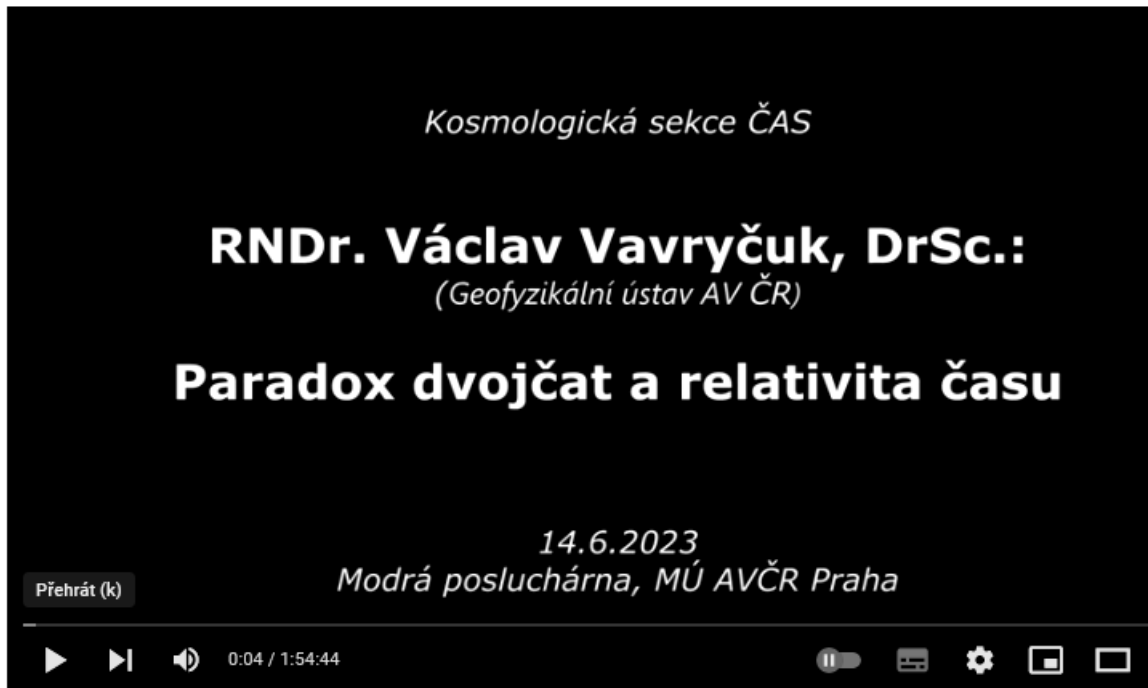 Kosmologická sekce ČAS
RNDr. Václav Vavryčuk, DrSc.:
(Geofyzikální ústav AV ČR)
Paradox dvojčat a relativita času
14.6.2023
Modrá posluchárna, MÚ AVČR Praha
Přehrát (k)
0:04 / 1:54:44